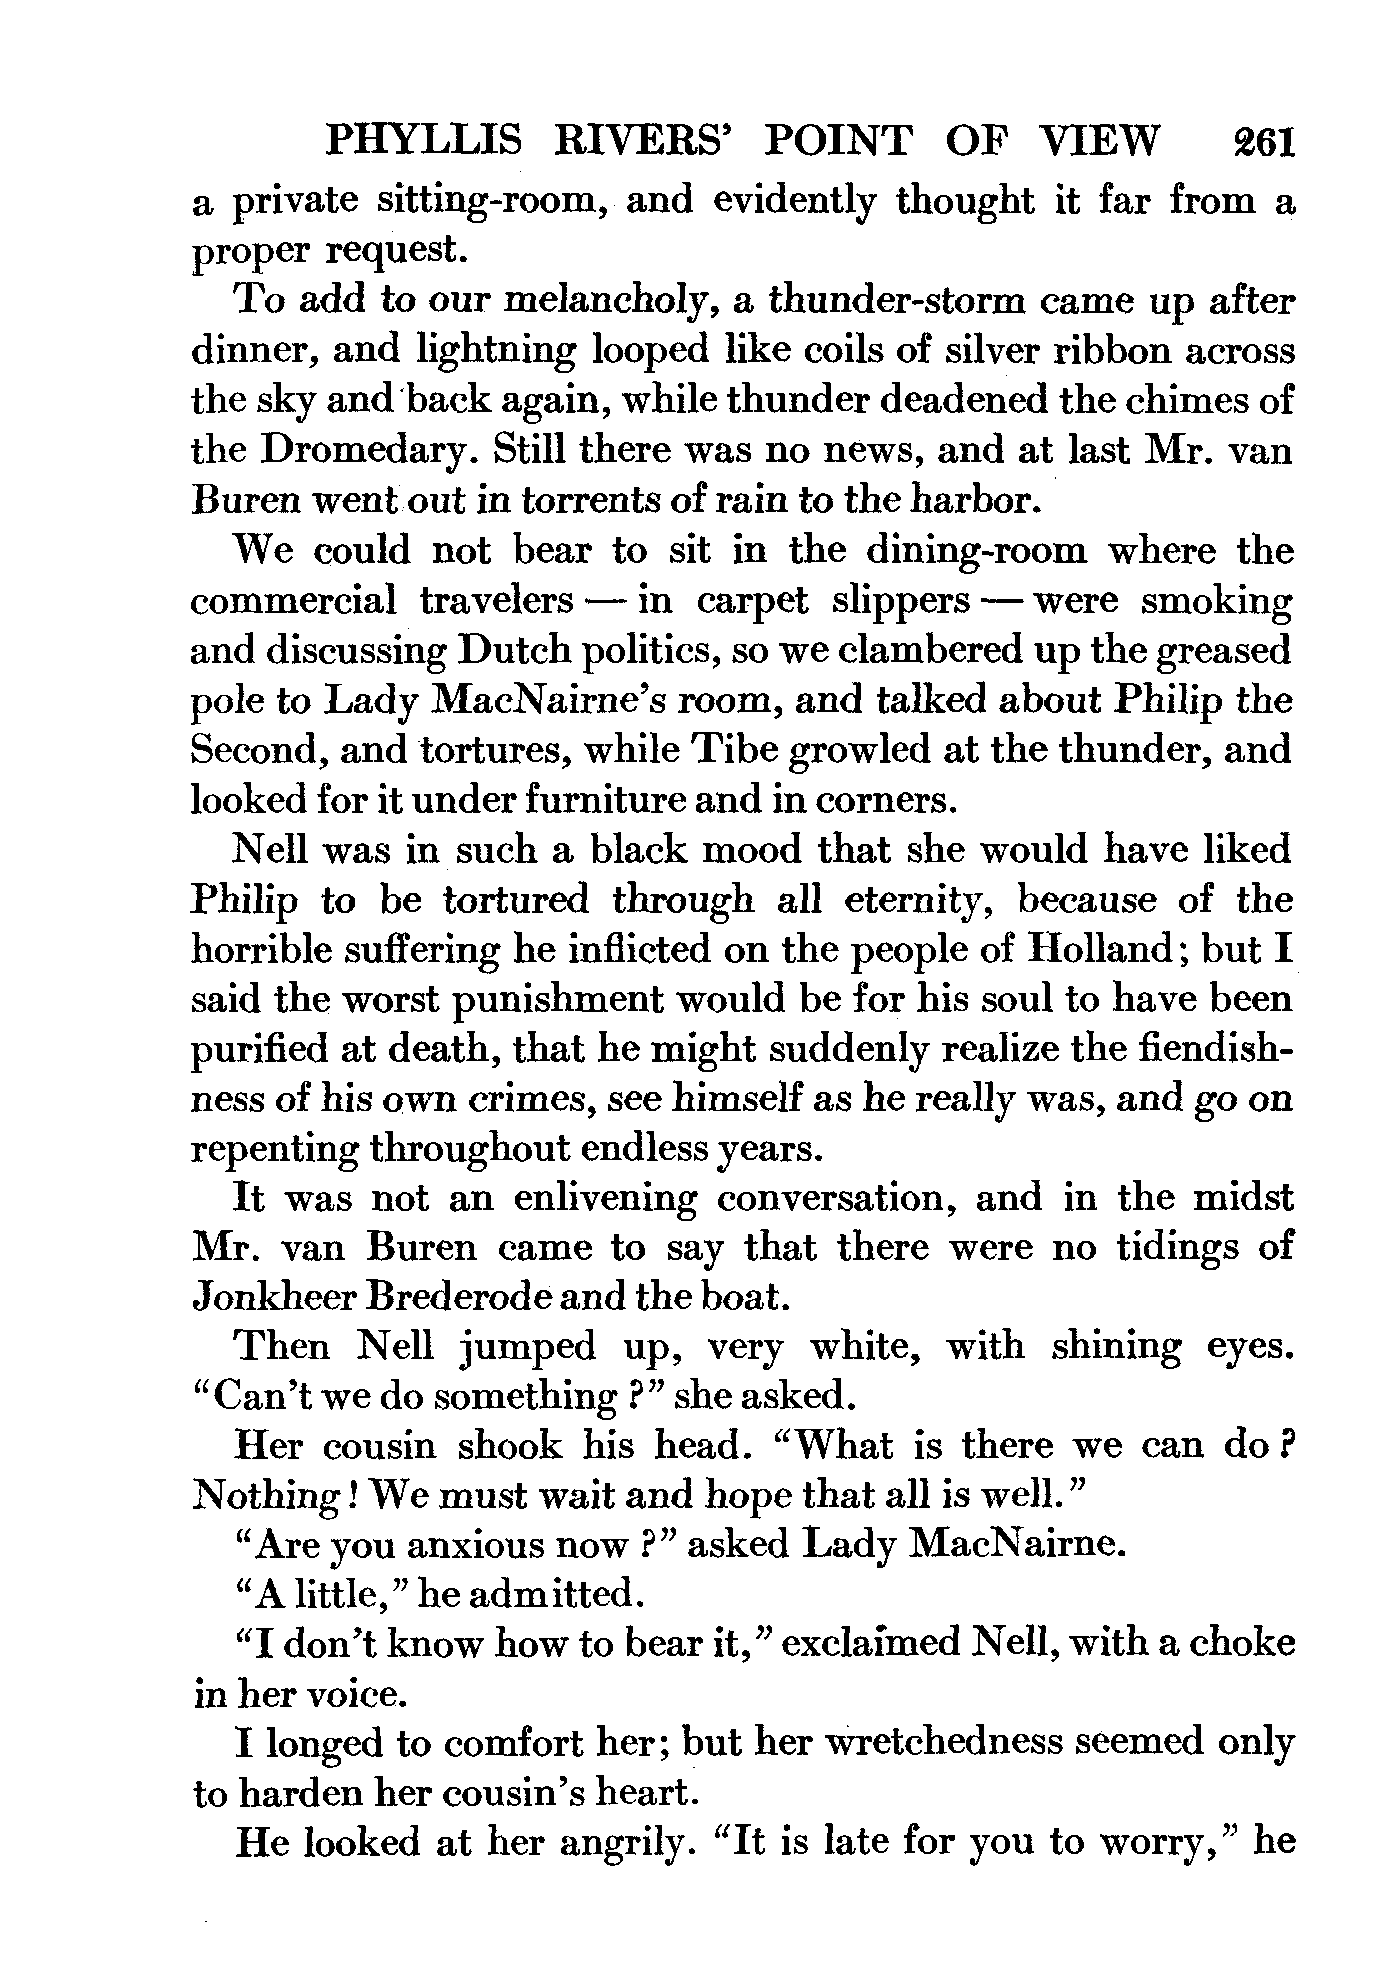 PHYLLIS RIVERS' POINT OF VIEW 261
a private sitting-room, and evidently thought it far from a
proper request.
To add to our melancholy, a thunder-storm came up after
dinner, and lightning looped like coils of silver ribbon across
the sky and back again, while thunder deadened the chimes of
the Dromedary. Still there was no news, and at last Mr. van
Buren went out in torrents of rain to the harbor.
We could not bear to sit in the dining-room where the
commercial travelers — in carpet slippers — were smoking
and discussing Dutch politics, so we clambered up the greased
pole to Lady MacNairne's room, and talked about Philip the
Second, and tortures, while Tibe growled at the thunder, and
looked for it under furniture and in corners.
Nell was in such a black mood that she would have liked
Philip to be tortured through all eternity, because of the
horrible suffering he inflicted on the people of Holland; but I
said the worst punishment would be for his soul to have been
purified at death, that he might suddenly realize the fiendish-
ness of his own crimes, see himself as he really was, and go on
repenting throughout endless years.
It was not an enlivening conversation, and in the midst
Mr. van Buren came to say that there were no tidings of
Jonkheer Brederode and the boat.
Then Nell jumped up, very white, with shining eyes.
"Can't we do something?" she asked.
Her cousin shook his head. "What is there we can do?
Nothing! We must wait and hope that all is well."
"Are you anxious now?" asked Lady MacNairne.
"A little," he admitted.
"I don't know how to bear it," exclaimed Nell, with a choke
in her voice.
I longed to comfort her; but her wretchedness seemed only
to harden her cousin's heart.
He looked at her angrily. "It is late for you to worry," he